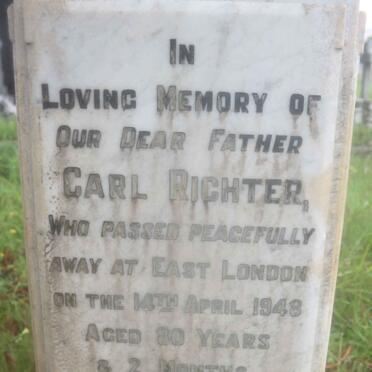 IN
LOVING MEMORY OF
OUR DEAR FATHER
CARL RICHTER,
WHO PASSED PEACEFULLY
AWAY AT EAST LONDON
ON THE 14TH APRIL 1948
AGED 80 YEARS
& 2 MONTHS